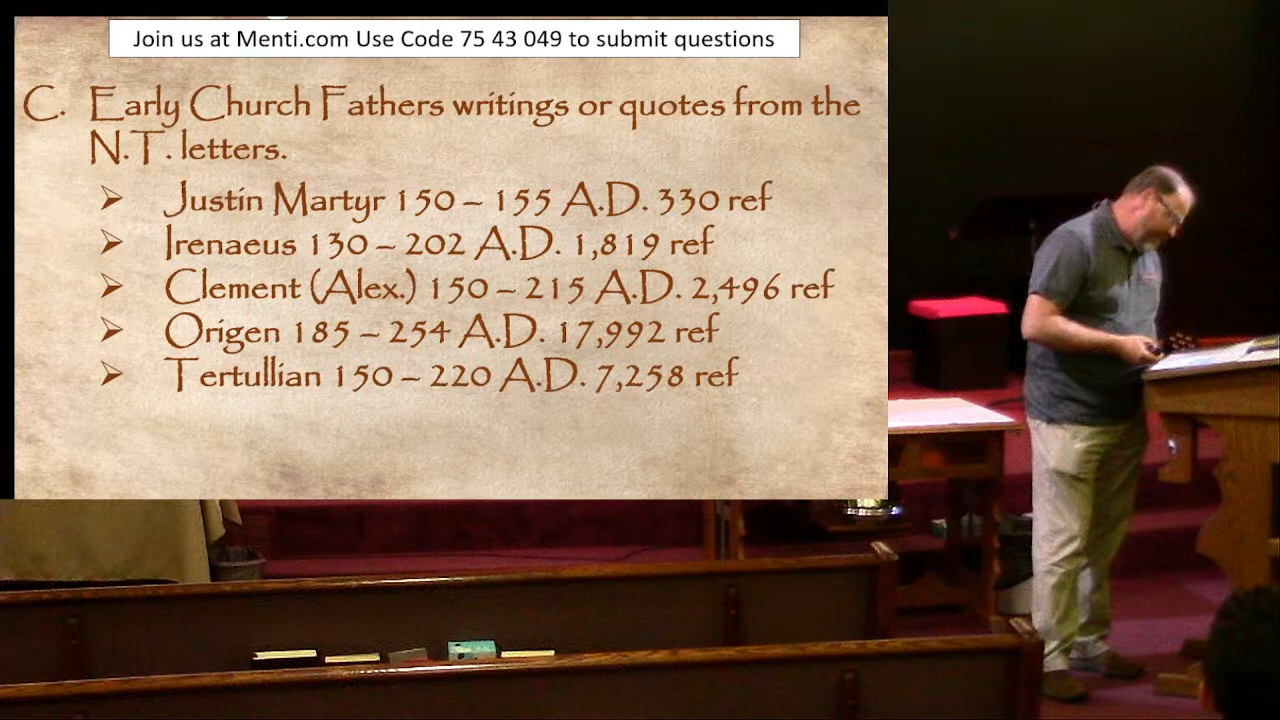 Join us at Menti.com Use Code 75 43 049 to submit questions
C. Early Church Fathers writings or quotes from the
N.T. letters.
Justin Martyr 150 – 155 A.D. 330 ref
Irenaeus 130 – 202 A.D. 1,819 ref
Clement (Alex.) 150 – 215 A.D. 2,496 ref
Origen 185 – 254 A.D. 17,992 ref
Tertullian 150 – 220 A.D. 7,258 ref